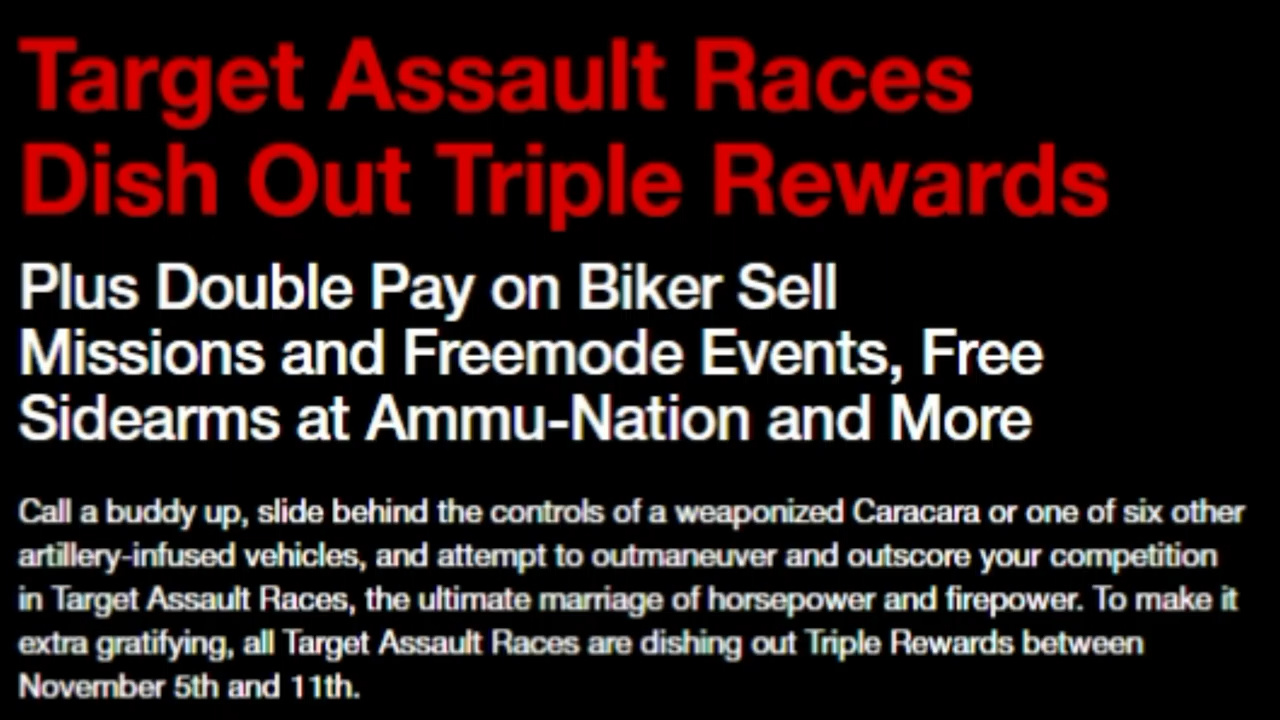 Target Assault Races
Dish Out Triple Rewards
Plus Double Pay on Biker Sell
Missions and Freemode Events, Free
Sidearms at Ammu-Nation and More
Call a buddy up, slide behind the controls of a weaponized Caracara or one of six other
artillery-infused vehicles, and attempt to outmaneuver and outscore your competition
in Target Assault Races, the ultimate marriage of horsepower and firepower. To make it
extra gratifying, all Target Assault Races are dishing out Triple Rewards between
November 5th and 11th.